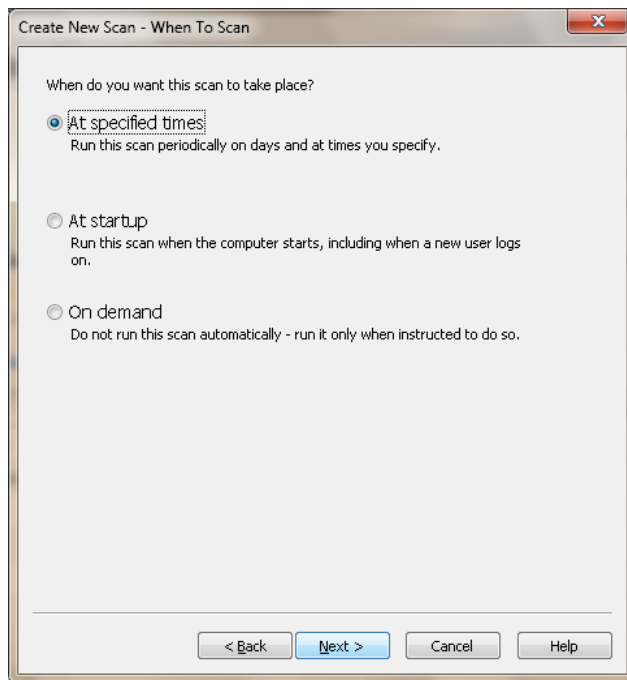 Create New Scan - When To Scan
When do you want this scan to take place?
At specified times
Run this scan periodically on days and at times you specify.
At startup
Run this scan when the computer starts, including when a new user logs
on.
On demand
Do not run this scan automatically - run it only when instructed to do so.
< Back Next > Cancel Help